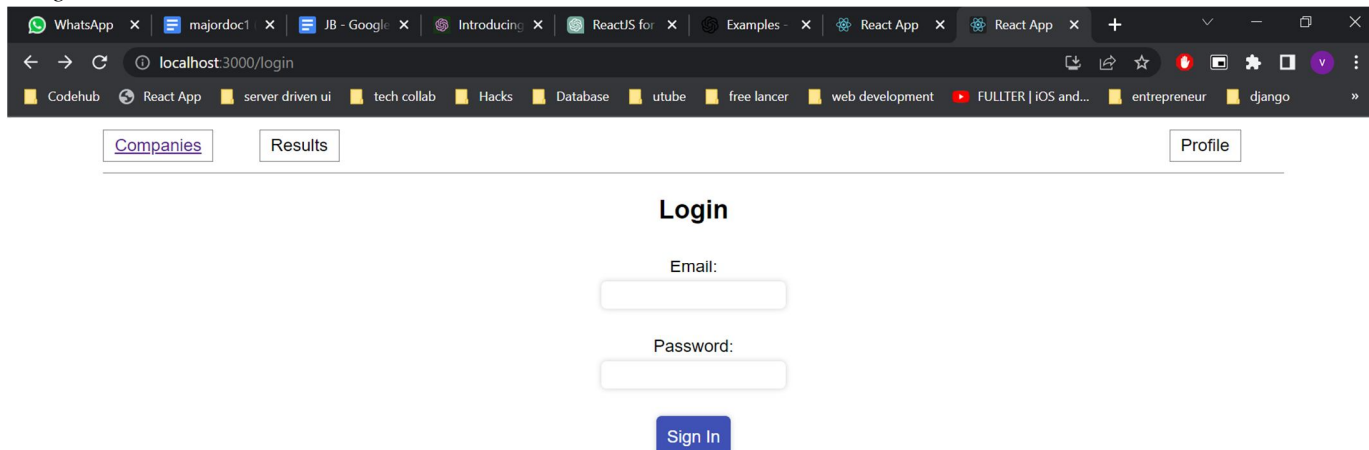 WhatsApp majordoc1 JB - Google Introducing ReactJS for Examples - React App React App
localhost:3000/login V
Codehub React App server driven ui tech collab Hacks Database utube free lancer web development FULLTER | iOS and... entrepreneur django »
Companies Results Profile
Login
Email:
Password:
Sign In